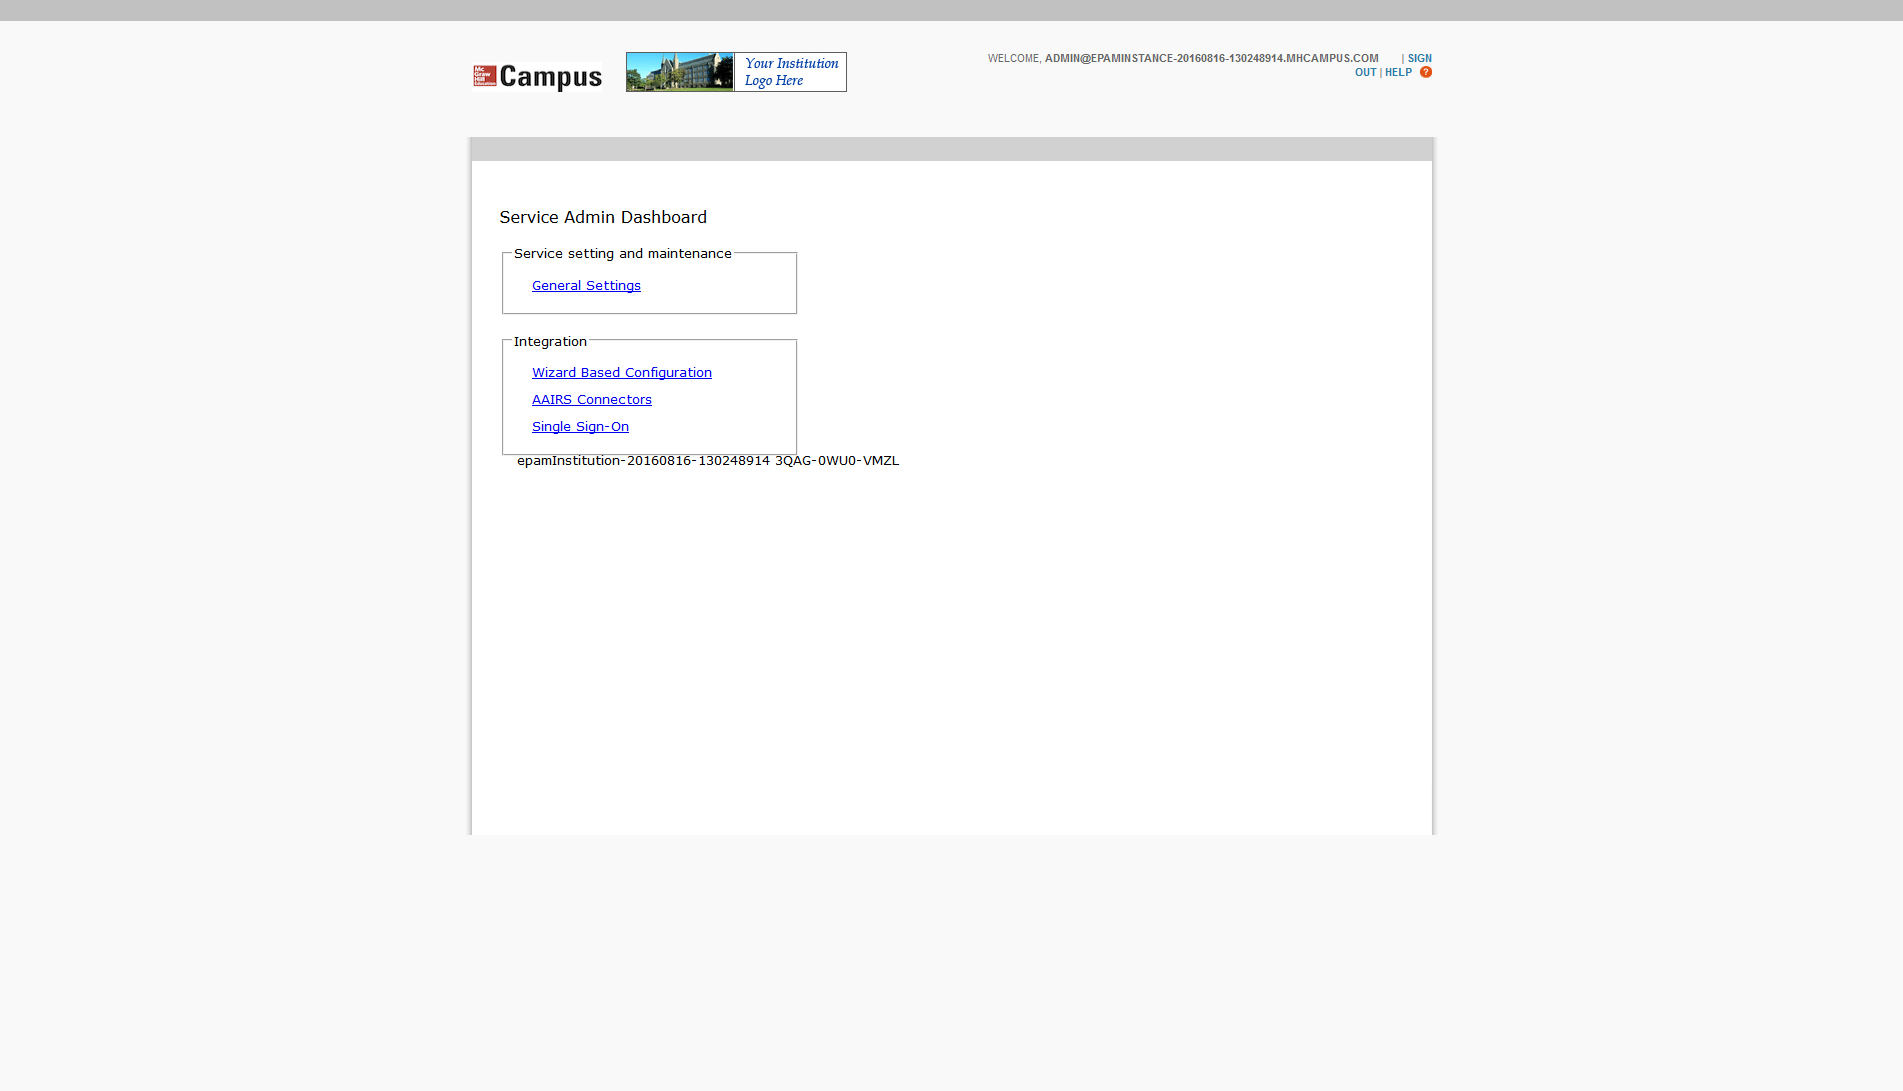 Mc
Graw
Hill
Education
Campus
Your Institution
Logo Here
WELCOME, ADMIN@EPAMINSTANCE-20160816-130248914.MHCAMPUS.COM | SIGN
OUT | HELP ?
Service Admin Dashboard
Service setting and maintenance
General Settings
Integration
Wizard Based Configuration
AAIRS Connectors
Single Sign-On
epamInstitution-20160816-130248914 3QAG-0WU0-VMZL